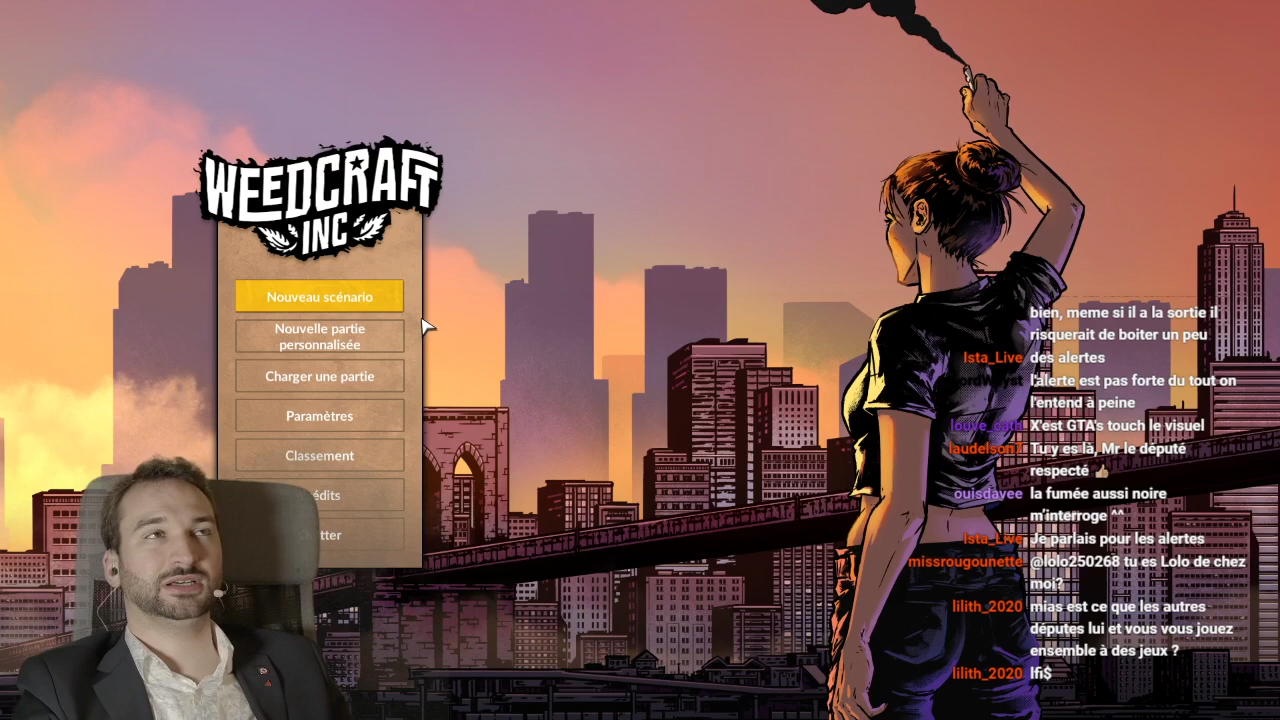 WEEDCRAFT
INC
Nouveau scénario
Nouvelle partie
personnalisée
Charger une partie
Paramètres
Classement
bien, meme si il a la sortie il
risquerait de boiter un peu
Ista_Live des alertes
l'alerte est pas forte du tout on
l'entend à peine
louve_cath X'est GTA's touch le visuel
laudelson7 Tu y es là, Mr le député
respecté
ouisdavee la fumée aussi noire
m'interroge ^^
Ista_Live Je parlais pour les alertes
missrougounette @lolo250268 tu es Lolo de chez
moi?
lilith_2020 mias est ce que les autres
députes lui et vous vous jouez
ensemble à des jeux ?
lilith_2020 lfi$